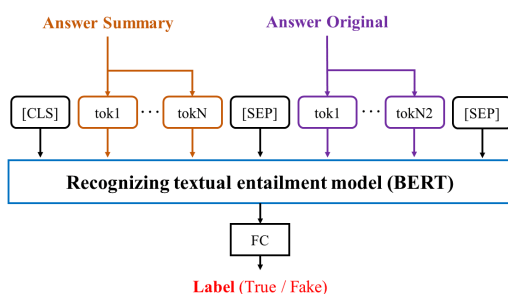 Answer Summary Answer Original
[CLS] tok1 ... tokN [SEP] tok1 ... tokN2 [SEP]
Recognizing textual entailment model (BERT)
FC
Label (True / Fake)